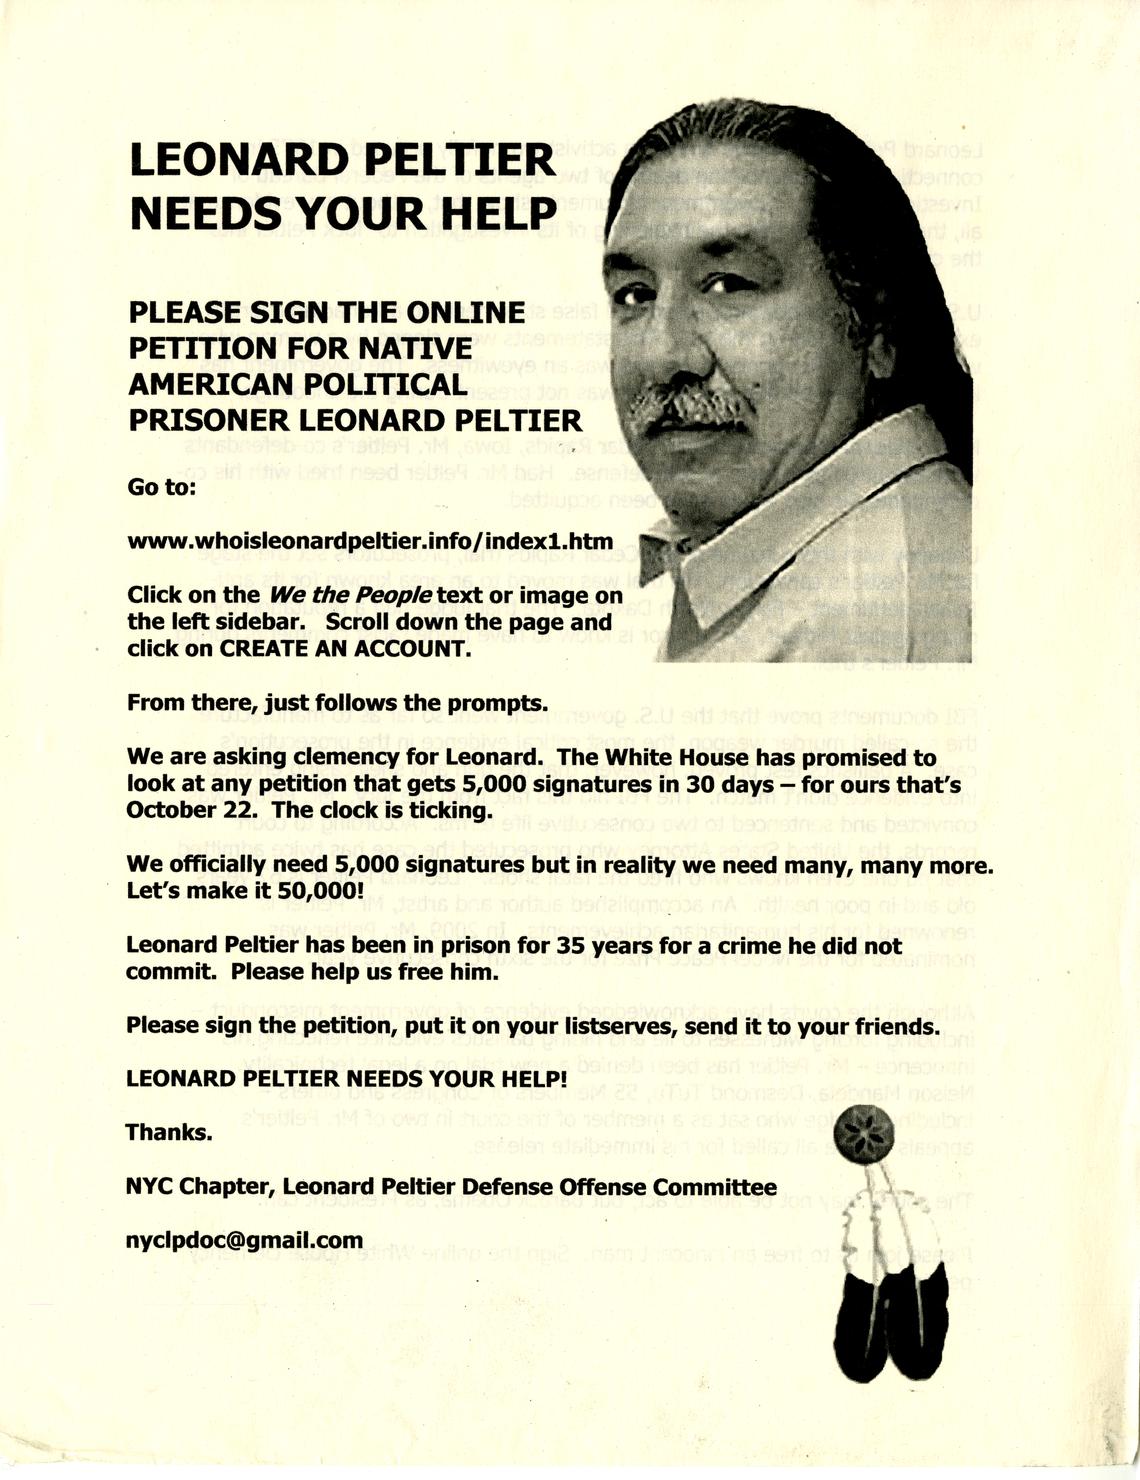 LEONARD PELTIER
NEEDS YOUR HELP
PLEASE SIGN THE ONLINE
PETITION FOR NATIVE
AMERICAN POLITICAL
PRISONER LEONARD PELTIER
Go to:
www.whoisleonardpeltier.info/index1.htm
Click on the We the People text or image on
the left sidebar. Scroll down the page and
click on CREATE AN ACCOUNT.
From there, just follows the prompts.
We are asking clemency for Leonard. The White House has promised to
look at any petition that gets 5,000 signatures in 30 days – for ours that's
October 22. The clock is ticking.
We officially need 5,000 signatures but in reality we need many, many more.
Let's make it 50,000!
Leonard Peltier has been in prison for 35 years for a crime he did not
commit. Please help us free him.
Please sign the petition, put it on your listserves, send it to your friends.
LEONARD PELTIER NEEDS YOUR HELP!
Thanks.
NYC Chapter, Leonard Peltier Defense Offense Committee
nyclpdoc@gmail.com